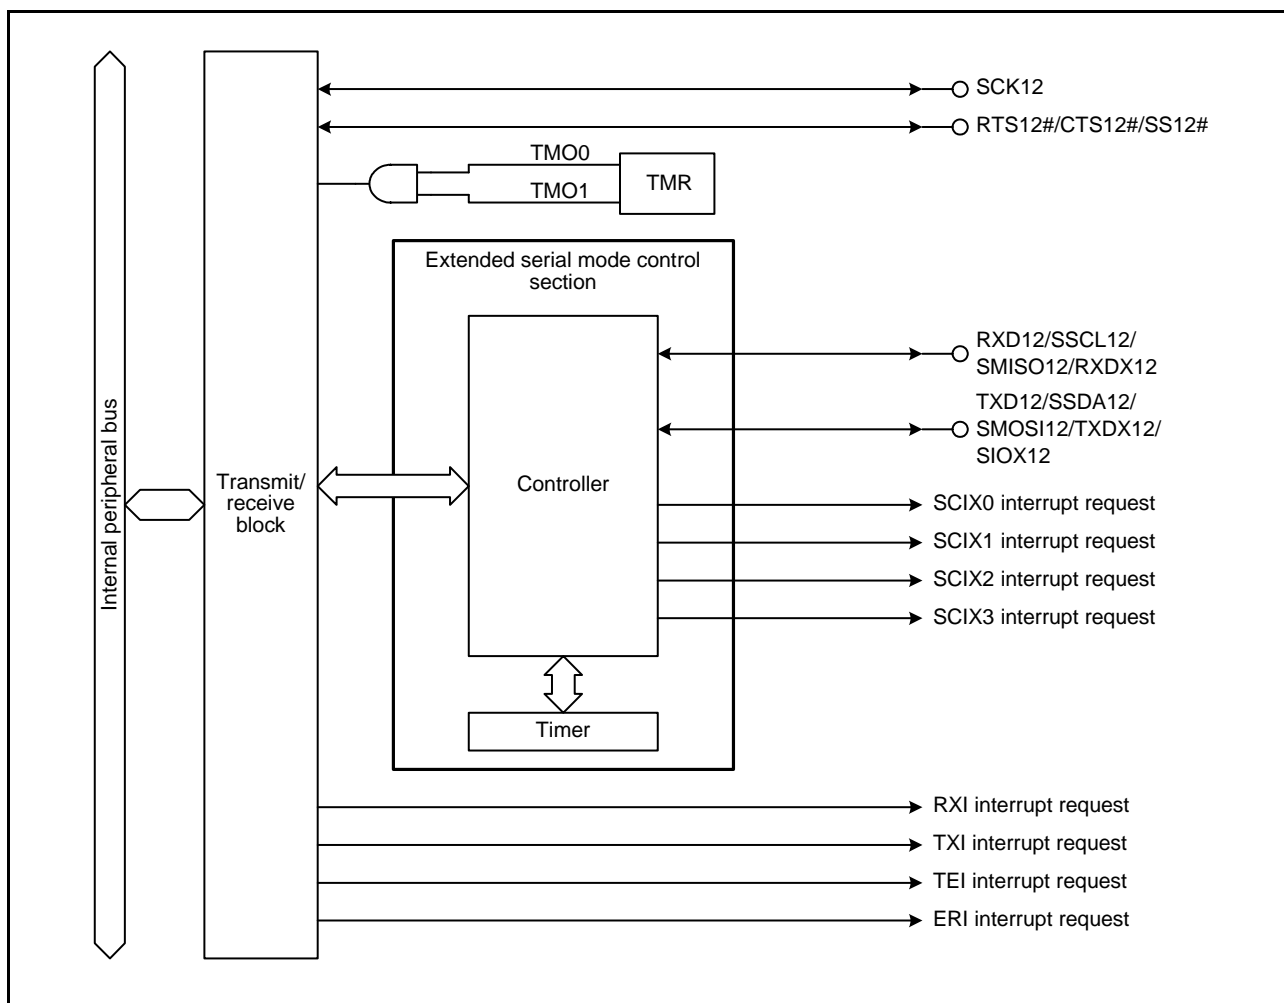 SCK12
RTS12#/CTS12#/SS12#
TMO0
TMO1
TMR
Extended serial mode control
section
RXD12/SSCL12/
SMISO12/RXDX12
TXD12/SSDA12/
SMOSI12/TXDX12/
SIOX12
Internal peripheral bus
Transmit/
receive
block
Controller
SCIX0 interrupt request
SCIX1 interrupt request
SCIX2 interrupt request
SCIX3 interrupt request
Timer
RXI interrupt request
TXI interrupt request
TEI interrupt request
ERI interrupt request